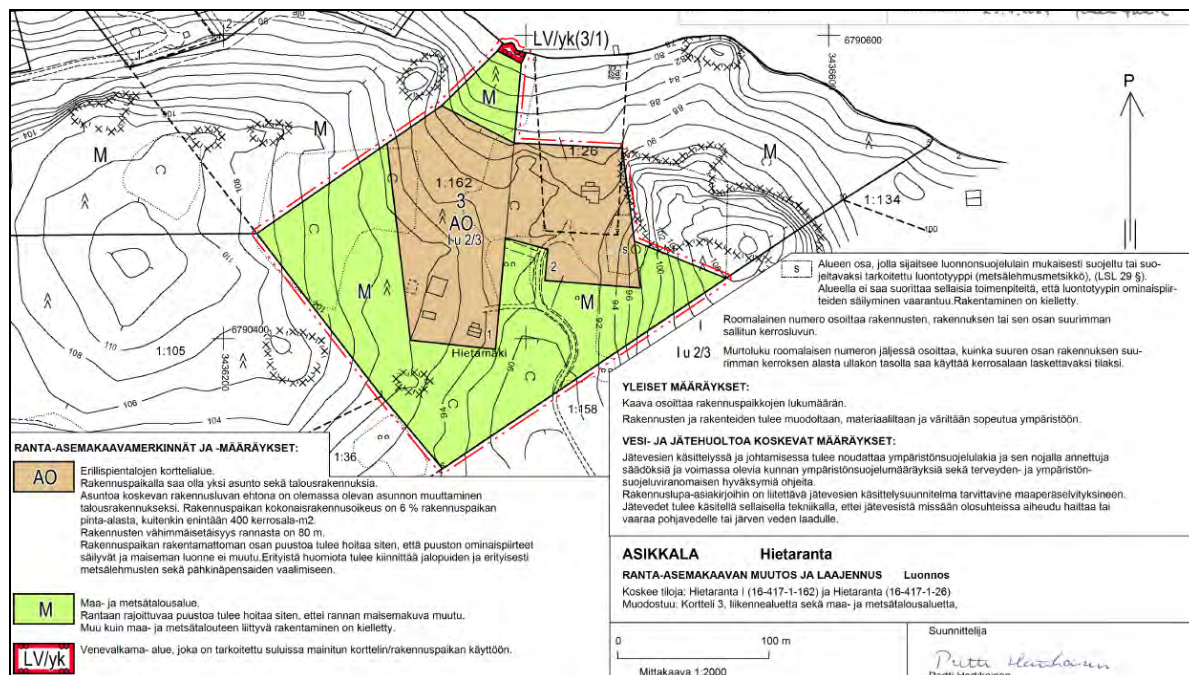 LV/yk(3/1)
6790600
3436600
P
M
M
M
M
M
1:26
1:162
3
AO
I u 2/3
1:134
2
s
1
Hietamäki
6790400
3436200
1:105
1:158
1:36
s
Alueen osa, jolla sijaitsee luonnonsuojelulain mukaisesti suojeltu tai suo-
jeltavaksi tarkoitettu luontotyyppi (metsälehmusmetsikkö), (LSL 29 §).
Alueella ei saa suorittaa sellaisia toimenpiteitä, että luontotyypin ominaispiir-
teiden säilyminen vaarantuu.Rakentaminen on kielletty.
I
Roomalainen numero osoittaa rakennusten, rakennuksen tai sen osan suurimman
sallitun kerrosluvun.
I u 2/3
Murtoluku roomalaisen numeron jäljessä osoittaa, kuinka suuren osan rakennuksen suu-
rimman kerroksen alasta ullakon tasolla saa käyttää kerrosalaan laskettavaksi tilaksi.
YLEISET MÄÄRÄYKSET:
Kaava osoittaa rakennuspaikkojen lukumäärän.
Rakennusten ja rakenteiden tulee muodoltaan, materiaaliltaan ja väriltään sopeutua ympäristöön.
VESI- JA JÄTEHUOLTOA KOSKEVAT MÄÄRÄYKSET:
Jätevesien käsittelyssä ja johtamisessa tulee noudattaa ympäristönsuojelulakia ja sen nojalla annettuja
säädöksiä ja voimassa olevia kunnan ympäristönsuojelumääräyksiä sekä terveyden- ja ympäristön-
suojeluviranomaisen hyväksymiä ohjeita.
Rakennuslupa-asiakirjoihin on liitettävä jätevesien käsittelysuunnitelma tarvittavine maaperäselvityksineen.
Jätevedet tulee käsitellä sellaisella tekniikalla, ettei jätevesistä missään olosuhteissa aiheudu haittaa tai
vaaraa pohjavedelle tai järven veden laadulle.
RANTA-ASEMAKAAVAMERKINNÄT JA -MÄÄRÄYKSET:
AO
Erillispientalojen korttelialue.
Rakennuspaikalla saa olla yksi asunto sekä talousrakennuksia.
Asuntoa koskevan rakennusluvan ehtona on olemassa olevan asunnon muuttaminen
talousrakennukseksi. Rakennuspaikan kokonaisrakennusoikeus on 6 % rakennuspaikan
pinta-alasta, kuitenkin enintään 400 kerrosala-m2.
Rakennusten vähimmäisetäisyys rannasta on 80 m.
Rakennuspaikan rakentamattoman osan puustoa tulee hoitaa siten, että puuston ominaispiirteet
säilyvät ja maiseman luonne ei muutu.Erityistä huomiota tulee kiinnittää jalopuiden ja erityisesti
metsälehmusten sekä pähkinäpensaiden vaalimiseen.
M
Maa- ja metsätalousalue.
Rantaan rajoittuvaa puustoa tulee hoitaa siten, ettei rannan maisemakuva muutu.
Muu kuin maa- ja metsätalouteen liittyvä rakentaminen on kielletty.
LV/yk
Venevalkama- alue, joka on tarkoitettu suluissa mainitun korttelin/rakennuspaikan käyttöön.
ASIKKALA Hietaranta
RANTA-ASEMAKAAVAN MUUTOS JA LAAJENNUS Luonnos
Koskee tiloja: Hietaranta I (16-417-1-162) ja Hietaranta (16-417-1-26)
Muodostuu: Kortteli 3, liikennealuetta sekä maa- ja metsätalousaluetta,
0 100 m
Mittakaava 1:2000
Suunnittelija